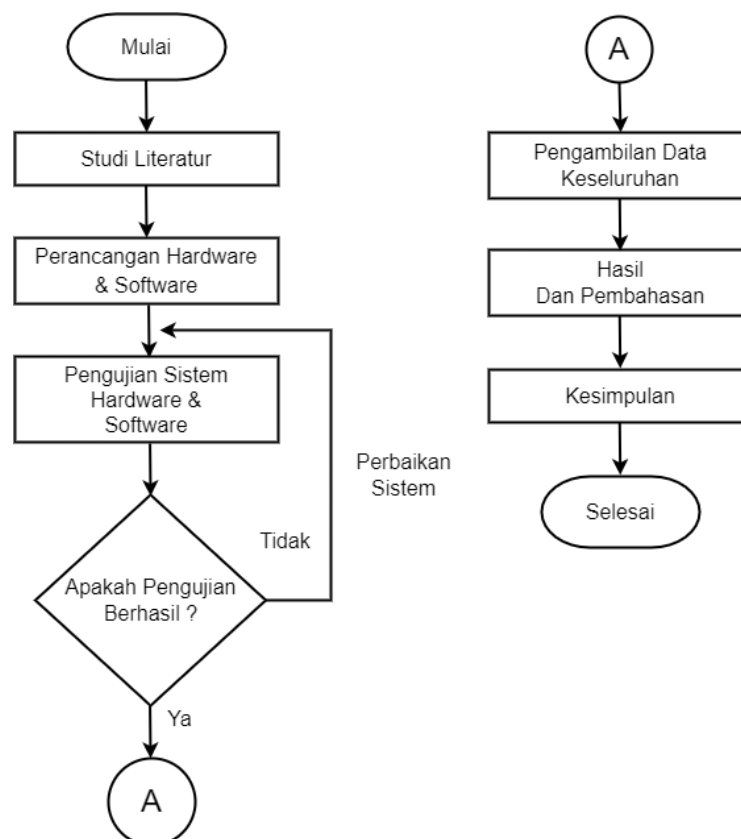 Mulai
Studi Literatur
Perancangan Hardware
& Software
Pengujian Sistem
Hardware &
Software
Perbaikan
Sistem
Tidak
Apakah Pengujian
Berhasil ?
Ya
A
A
Pengambilan Data
Keseluruhan
Hasil
Dan Pembahasan
Kesimpulan
Selesai